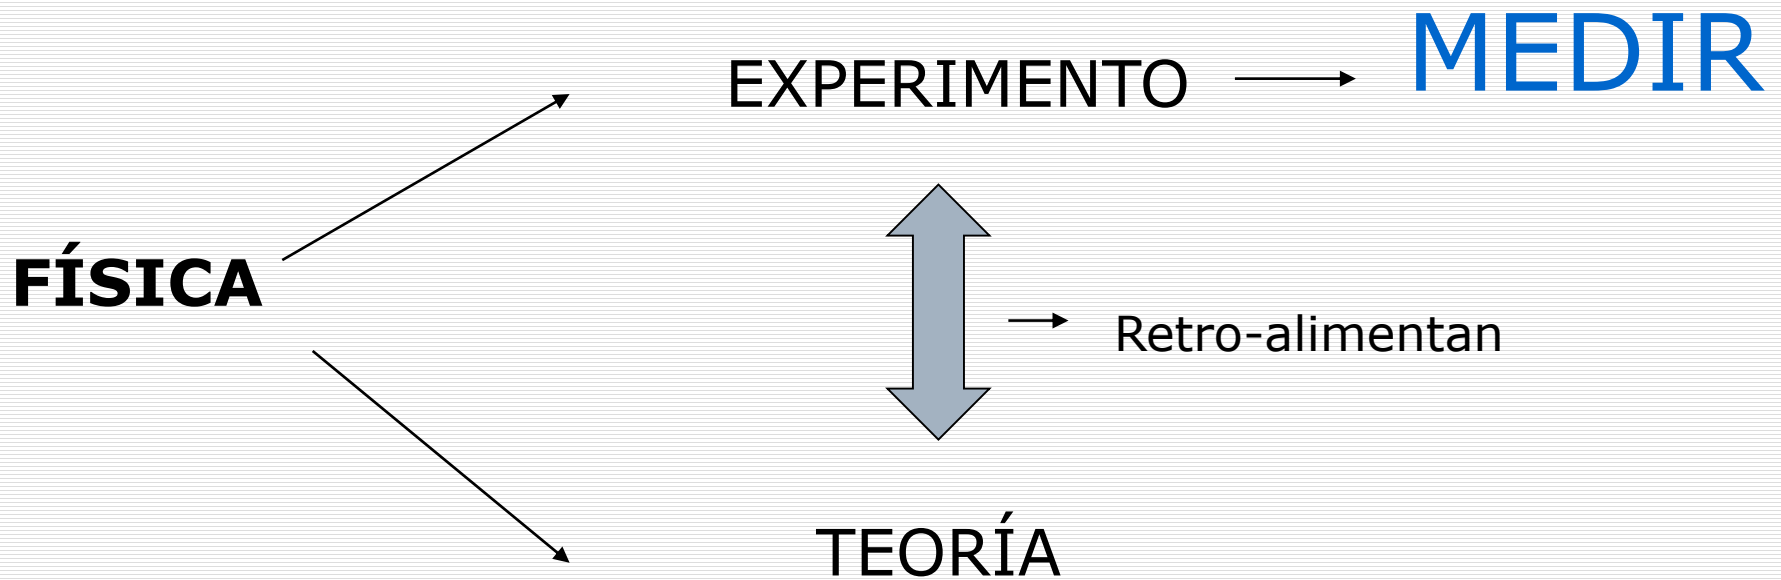 MEDIR
EXPERIMENTO
FÍSICA
Retro-alimentan
TEORÍA